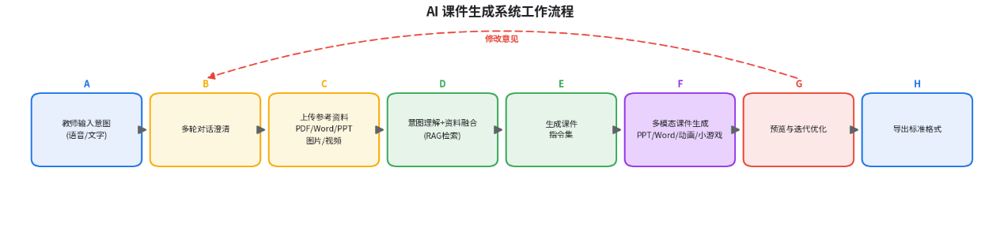 AI 课件生成系统工作流程
修改意见
A
B
C
D
E
F
G
H
教师输入意图
(语音/文字)
多轮对话澄清
上传参考资料
PDF/Word/PPT
图片/视频
意图理解+资料融合
(RAG检索)
生成课件
指令集
多模态课件生成
PPT/Word/动画/小游戏
预览与迭代优化
导出标准格式